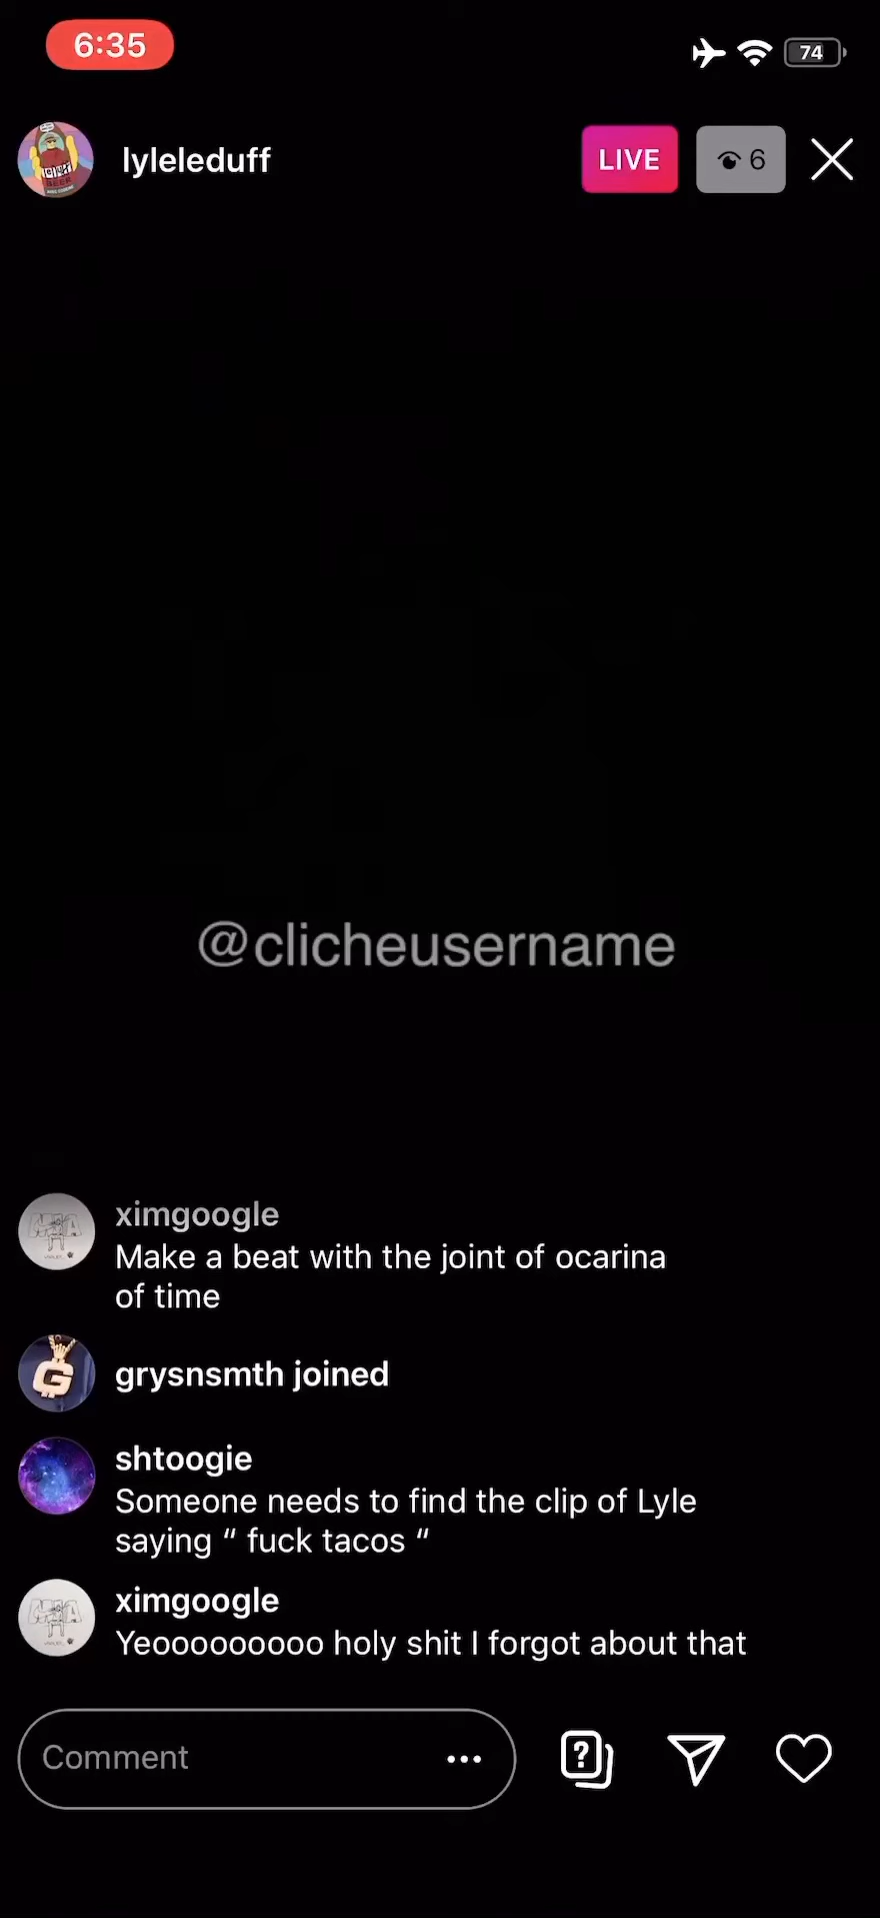 6:35
74
lyleleduff
LIVE
6
@clicheusername
ximgoogle
Make a beat with the joint of ocarina
of time
G
grysnsmth joined
shtoogie
Someone needs to find the clip of Lyle
saying “ fuck tacos “
ximgoogle
Yeooooooooo holy shit I forgot about that
Comment